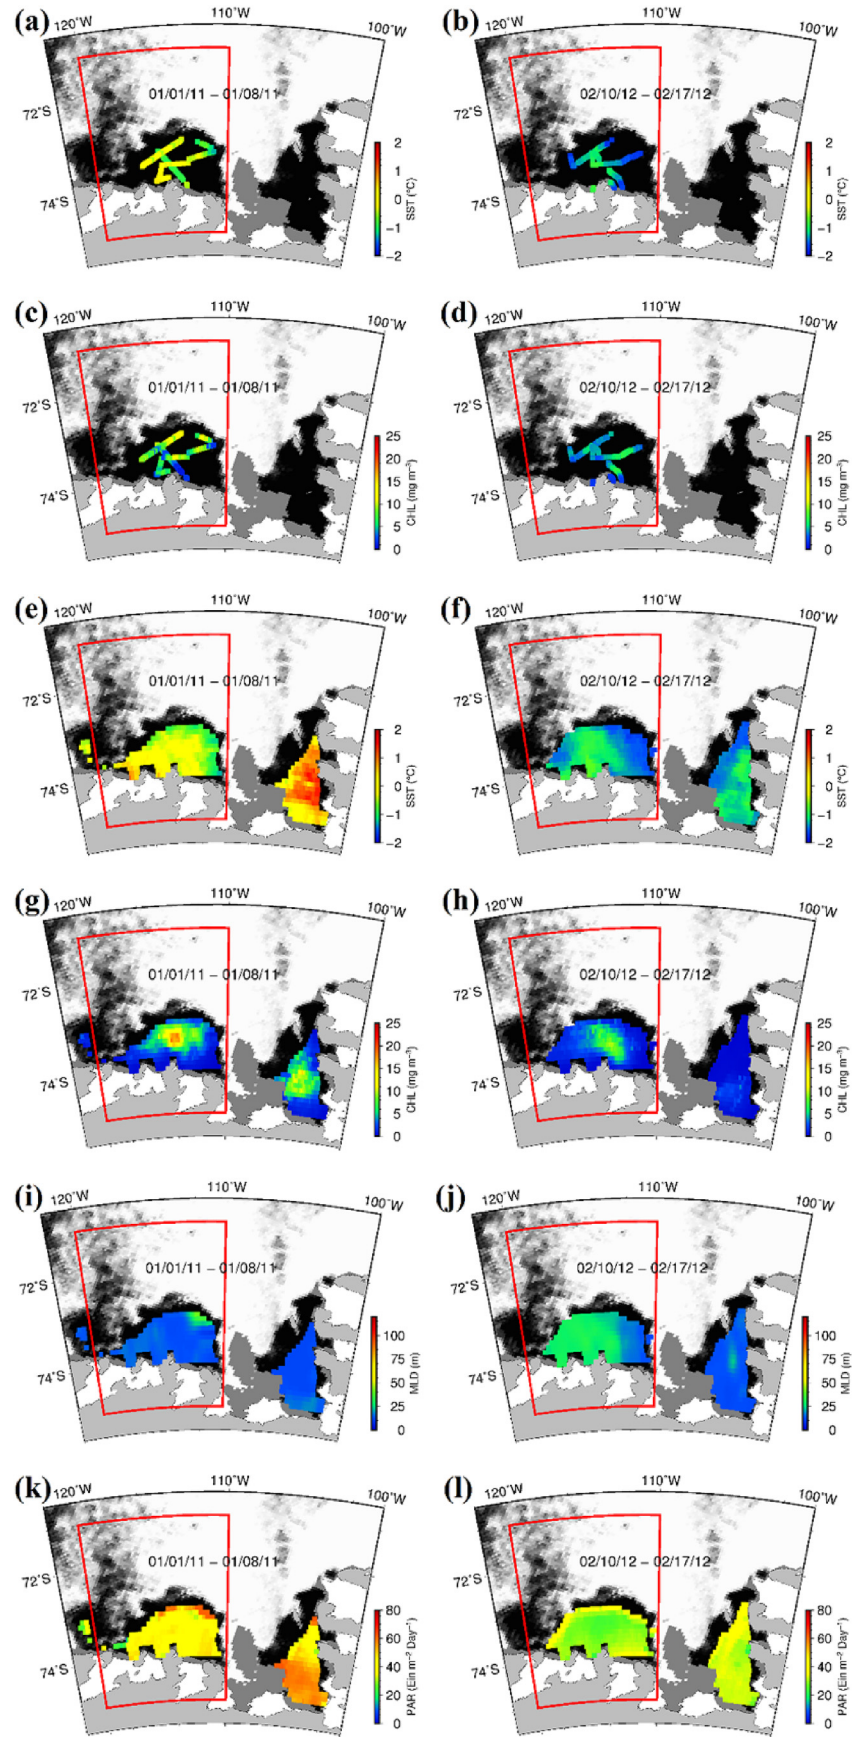 (a) 120°W 110°W 100°W
72°S
74°S
01/01/11 – 01/08/11
2
1
0
−1
−2
SST (°C)
(b) 120°W 110°W 100°W
72°S
74°S
02/10/12 – 02/17/12
2
1
0
−1
−2
SST (°C)
(c) 120°W 110°W 100°W
72°S
74°S
01/01/11 – 01/08/11
25
20
15
10
5
0
CHL (mg m⁻³)
(d) 120°W 110°W 100°W
72°S
74°S
02/10/12 – 02/17/12
25
20
15
10
5
0
CHL (mg m⁻³)
(e) 120°W 110°W 100°W
72°S
74°S
01/01/11 – 01/08/11
2
1
0
−1
−2
SST (°C)
(f) 120°W 110°W 100°W
72°S
74°S
02/10/12 – 02/17/12
2
1
0
−1
−2
SST (°C)
(g) 120°W 110°W 100°W
72°S
74°S
01/01/11 – 01/08/11
25
20
15
10
5
0
CHL (mg m⁻³)
(h) 120°W 110°W 100°W
72°S
74°S
02/10/12 – 02/17/12
25
20
15
10
5
0
CHL (mg m⁻³)
(i) 120°W 110°W 100°W
72°S
74°S
01/01/11 – 01/08/11
100
75
50
25
0
MLD (m)
(j) 120°W 110°W 100°W
72°S
74°S
02/10/12 – 02/17/12
100
75
50
25
0
MLD (m)
(k) 120°W 110°W 100°W
72°S
74°S
01/01/11 – 01/08/11
80
60
40
20
0
PAR (Ein m⁻² Day⁻¹)
(l) 120°W 110°W 100°W
72°S
74°S
02/10/12 – 02/17/12
80
60
40
20
0
PAR (Ein m⁻² Day⁻¹)